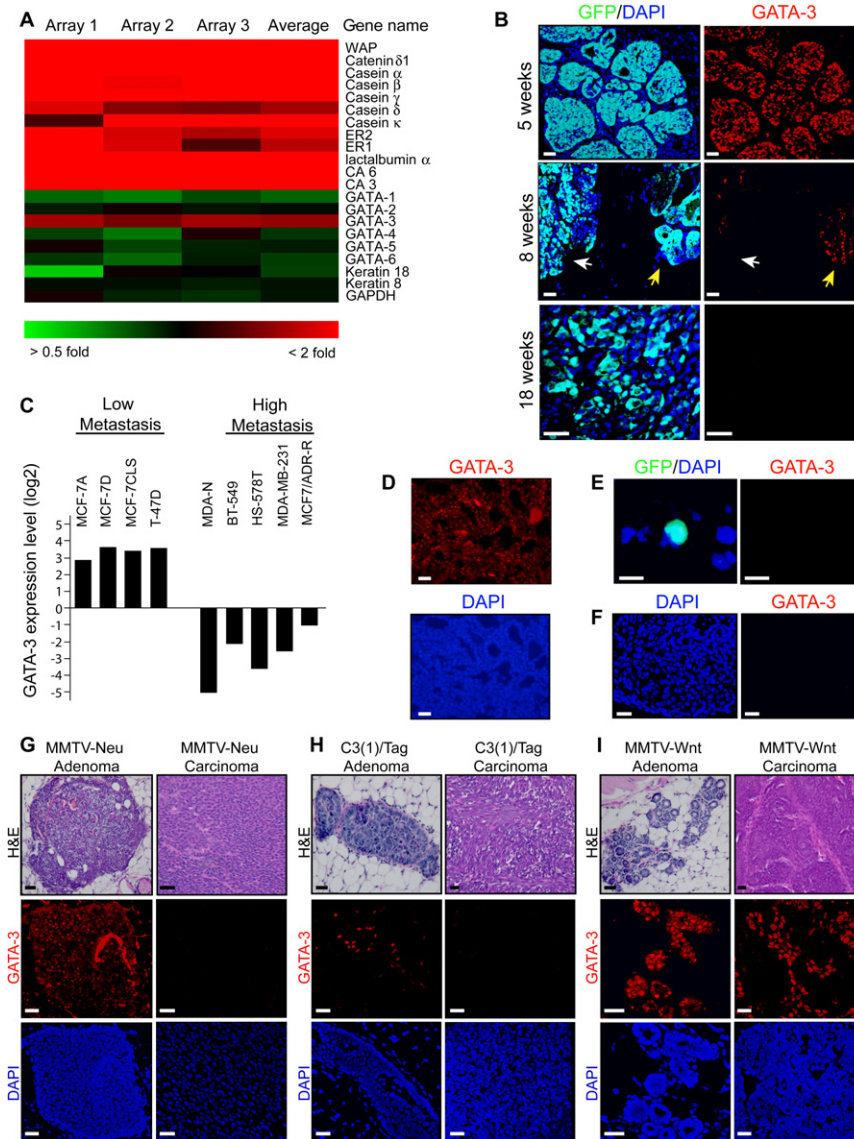 A
Array 1 Array 2 Array 3 Average Gene name
WAP
Catenin δ1
Casein α
Casein β
Casein γ
Casein δ
Casein κ
ER2
ER1
lactalbumin α
CA 6
CA 3
GATA-1
GATA-2
GATA-3
GATA-4
GATA-5
GATA-6
Keratin 18
Keratin 8
GAPDH
> 0.5 fold < 2 fold
B
GFP/DAPI GATA-3
5 weeks
8 weeks
18 weeks
C
Low Metastasis
High Metastasis
MCF-7A
MCF-7D
MCF-7CLS
T-47D
MDA-N
BT-549
HS-578T
MDA-MB-231
MCF7/ADR-R
GATA-3 expression level (log2)
5
4
3
2
1
0
-1
-2
-3
-4
-5
D
GATA-3
DAPI
E
GFP/DAPI GATA-3
F
DAPI GATA-3
G
MMTV-Neu Adenoma
MMTV-Neu Carcinoma
H&E
GATA-3
DAPI
H
C3(1)/Tag Adenoma
C3(1)/Tag Carcinoma
H&E
GATA-3
DAPI
I
MMTV-Wnt Adenoma
MMTV-Wnt Carcinoma
H&E
GATA-3
DAPI